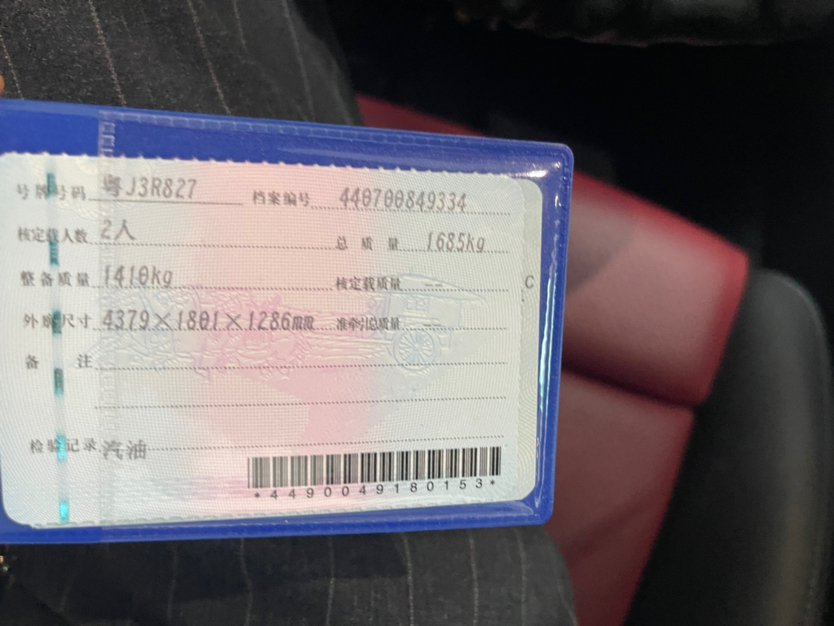 号牌号码 粤J3R827 档案编号 440700849334
核定载人数 2人 总质量 1685kg
整备质量 1410kg 核定载质量 --
外廓尺寸 4379×1801×1286mm 准牵引总质量 --
备注
检验记录 汽油
*4490049180153*
C